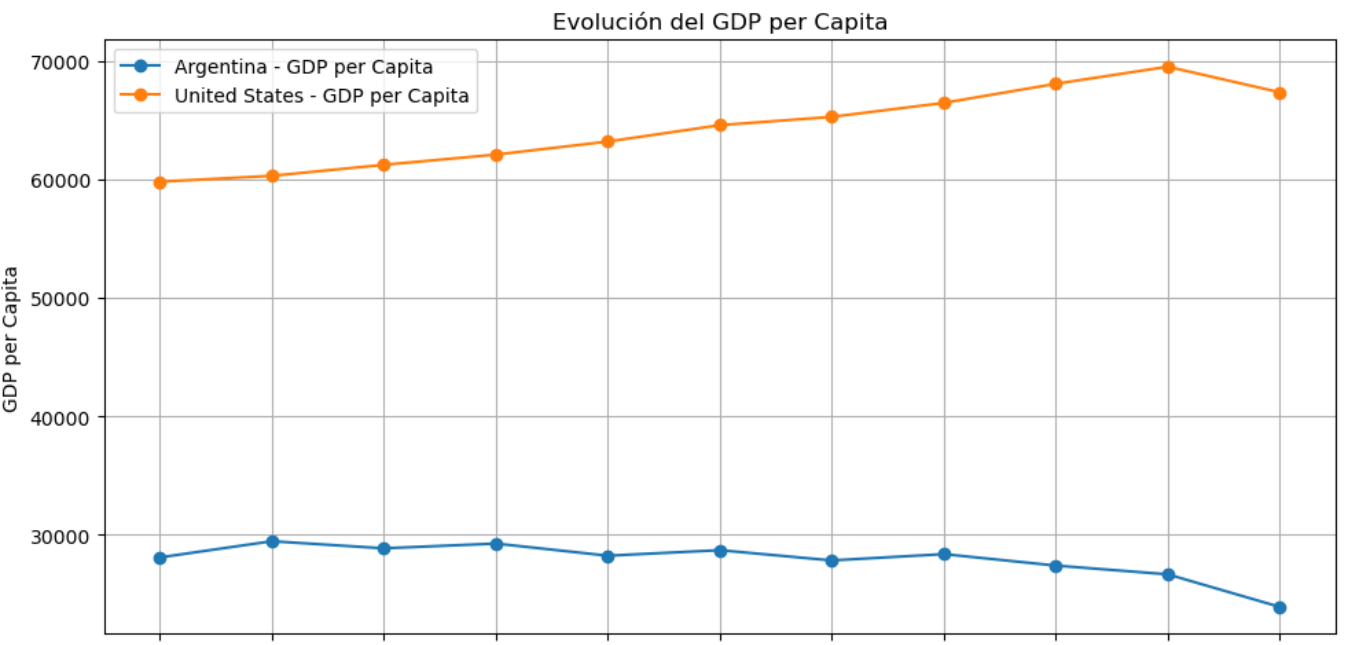 Evolución del GDP per Capita
Argentina - GDP per Capita
United States - GDP per Capita
GDP per Capita
70000
60000
50000
40000
30000